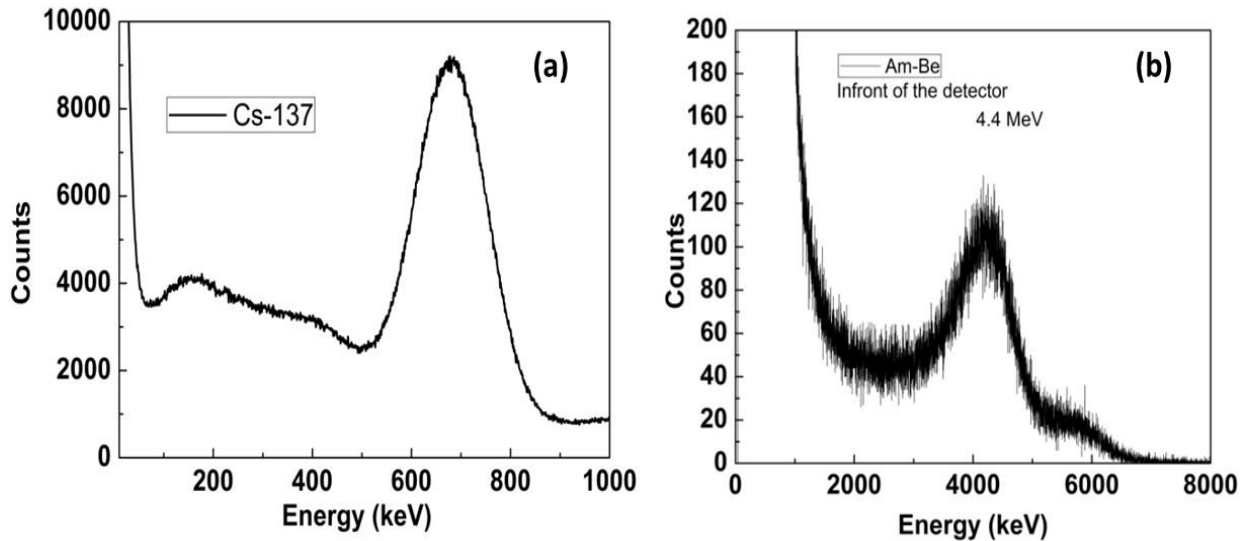 10000
8000
6000
4000
2000
0
Counts
(a)
Cs-137
200
400
600
800
1000
Energy (keV)
200
180
160
140
120
100
80
60
40
20
0
Counts
(b)
Am-Be
Infront of the detector
4.4 MeV
0
2000
4000
6000
8000
Energy (keV)